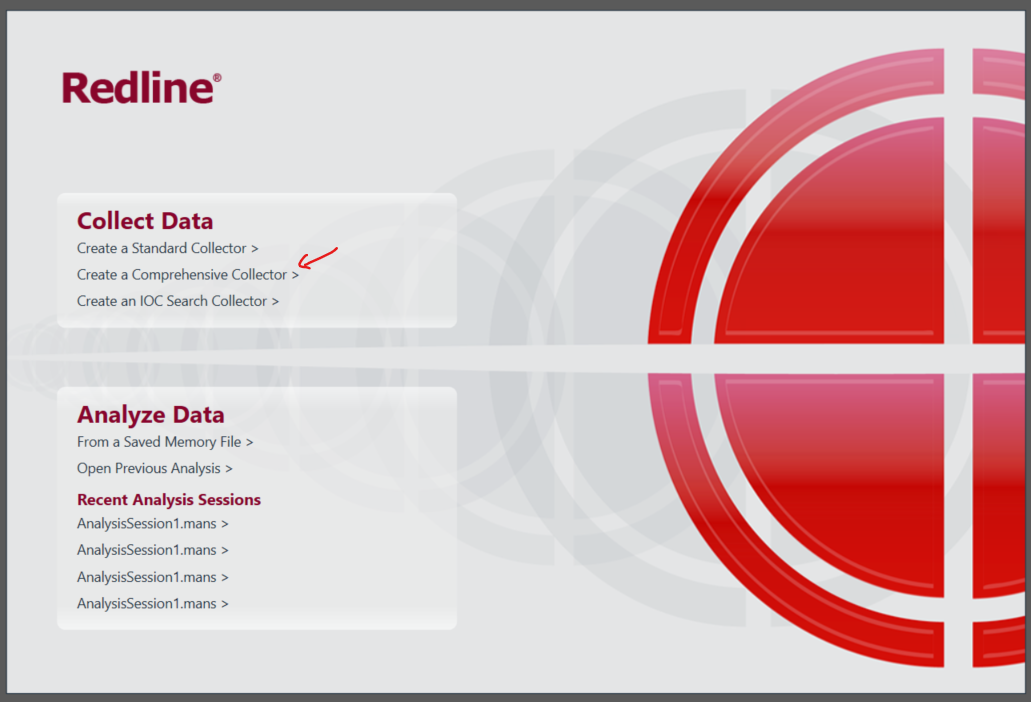 Redline®
Collect Data
Create a Standard Collector >
Create a Comprehensive Collector >
Create an IOC Search Collector >
Analyze Data
From a Saved Memory File >
Open Previous Analysis >
Recent Analysis Sessions
AnalysisSession1.mans >
AnalysisSession1.mans >
AnalysisSession1.mans >
AnalysisSession1.mans >